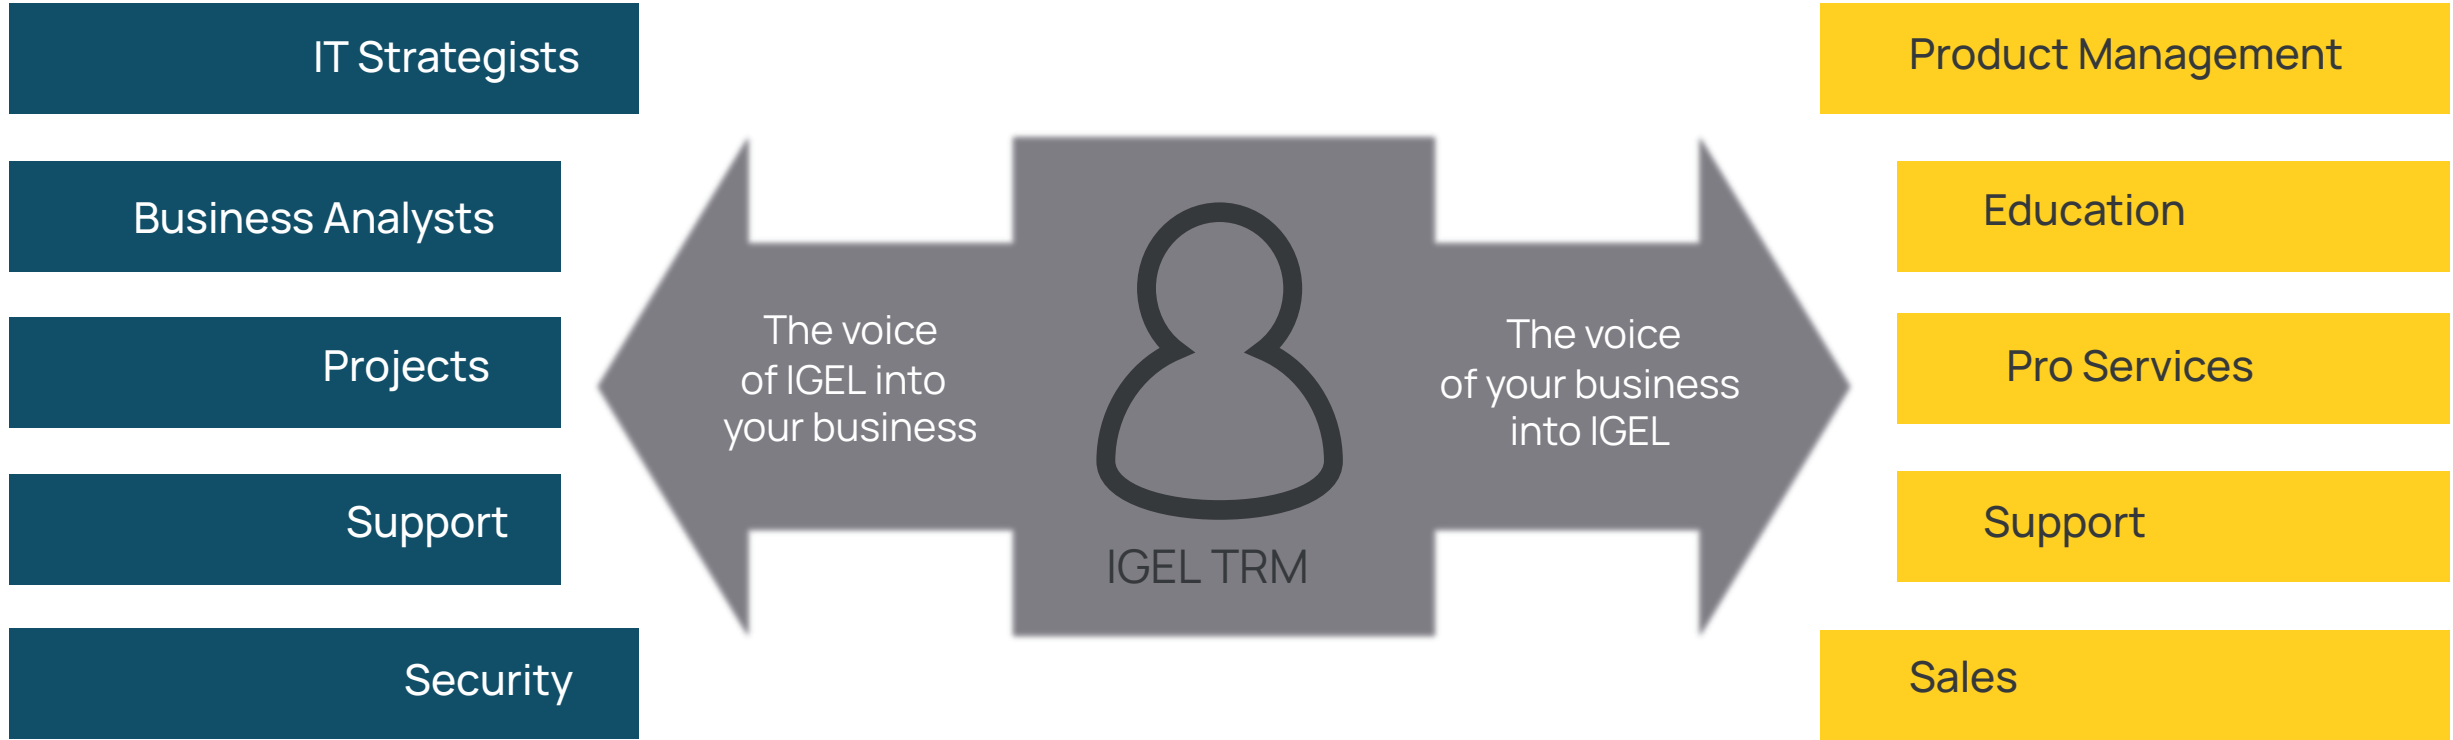 IT Strategists
Business Analysts
Projects
Support
Security
The voice
of IGEL into
your business
IGEL TRM
The voice
of your business
into IGEL
Product Management
Education
Pro Services
Support
Sales